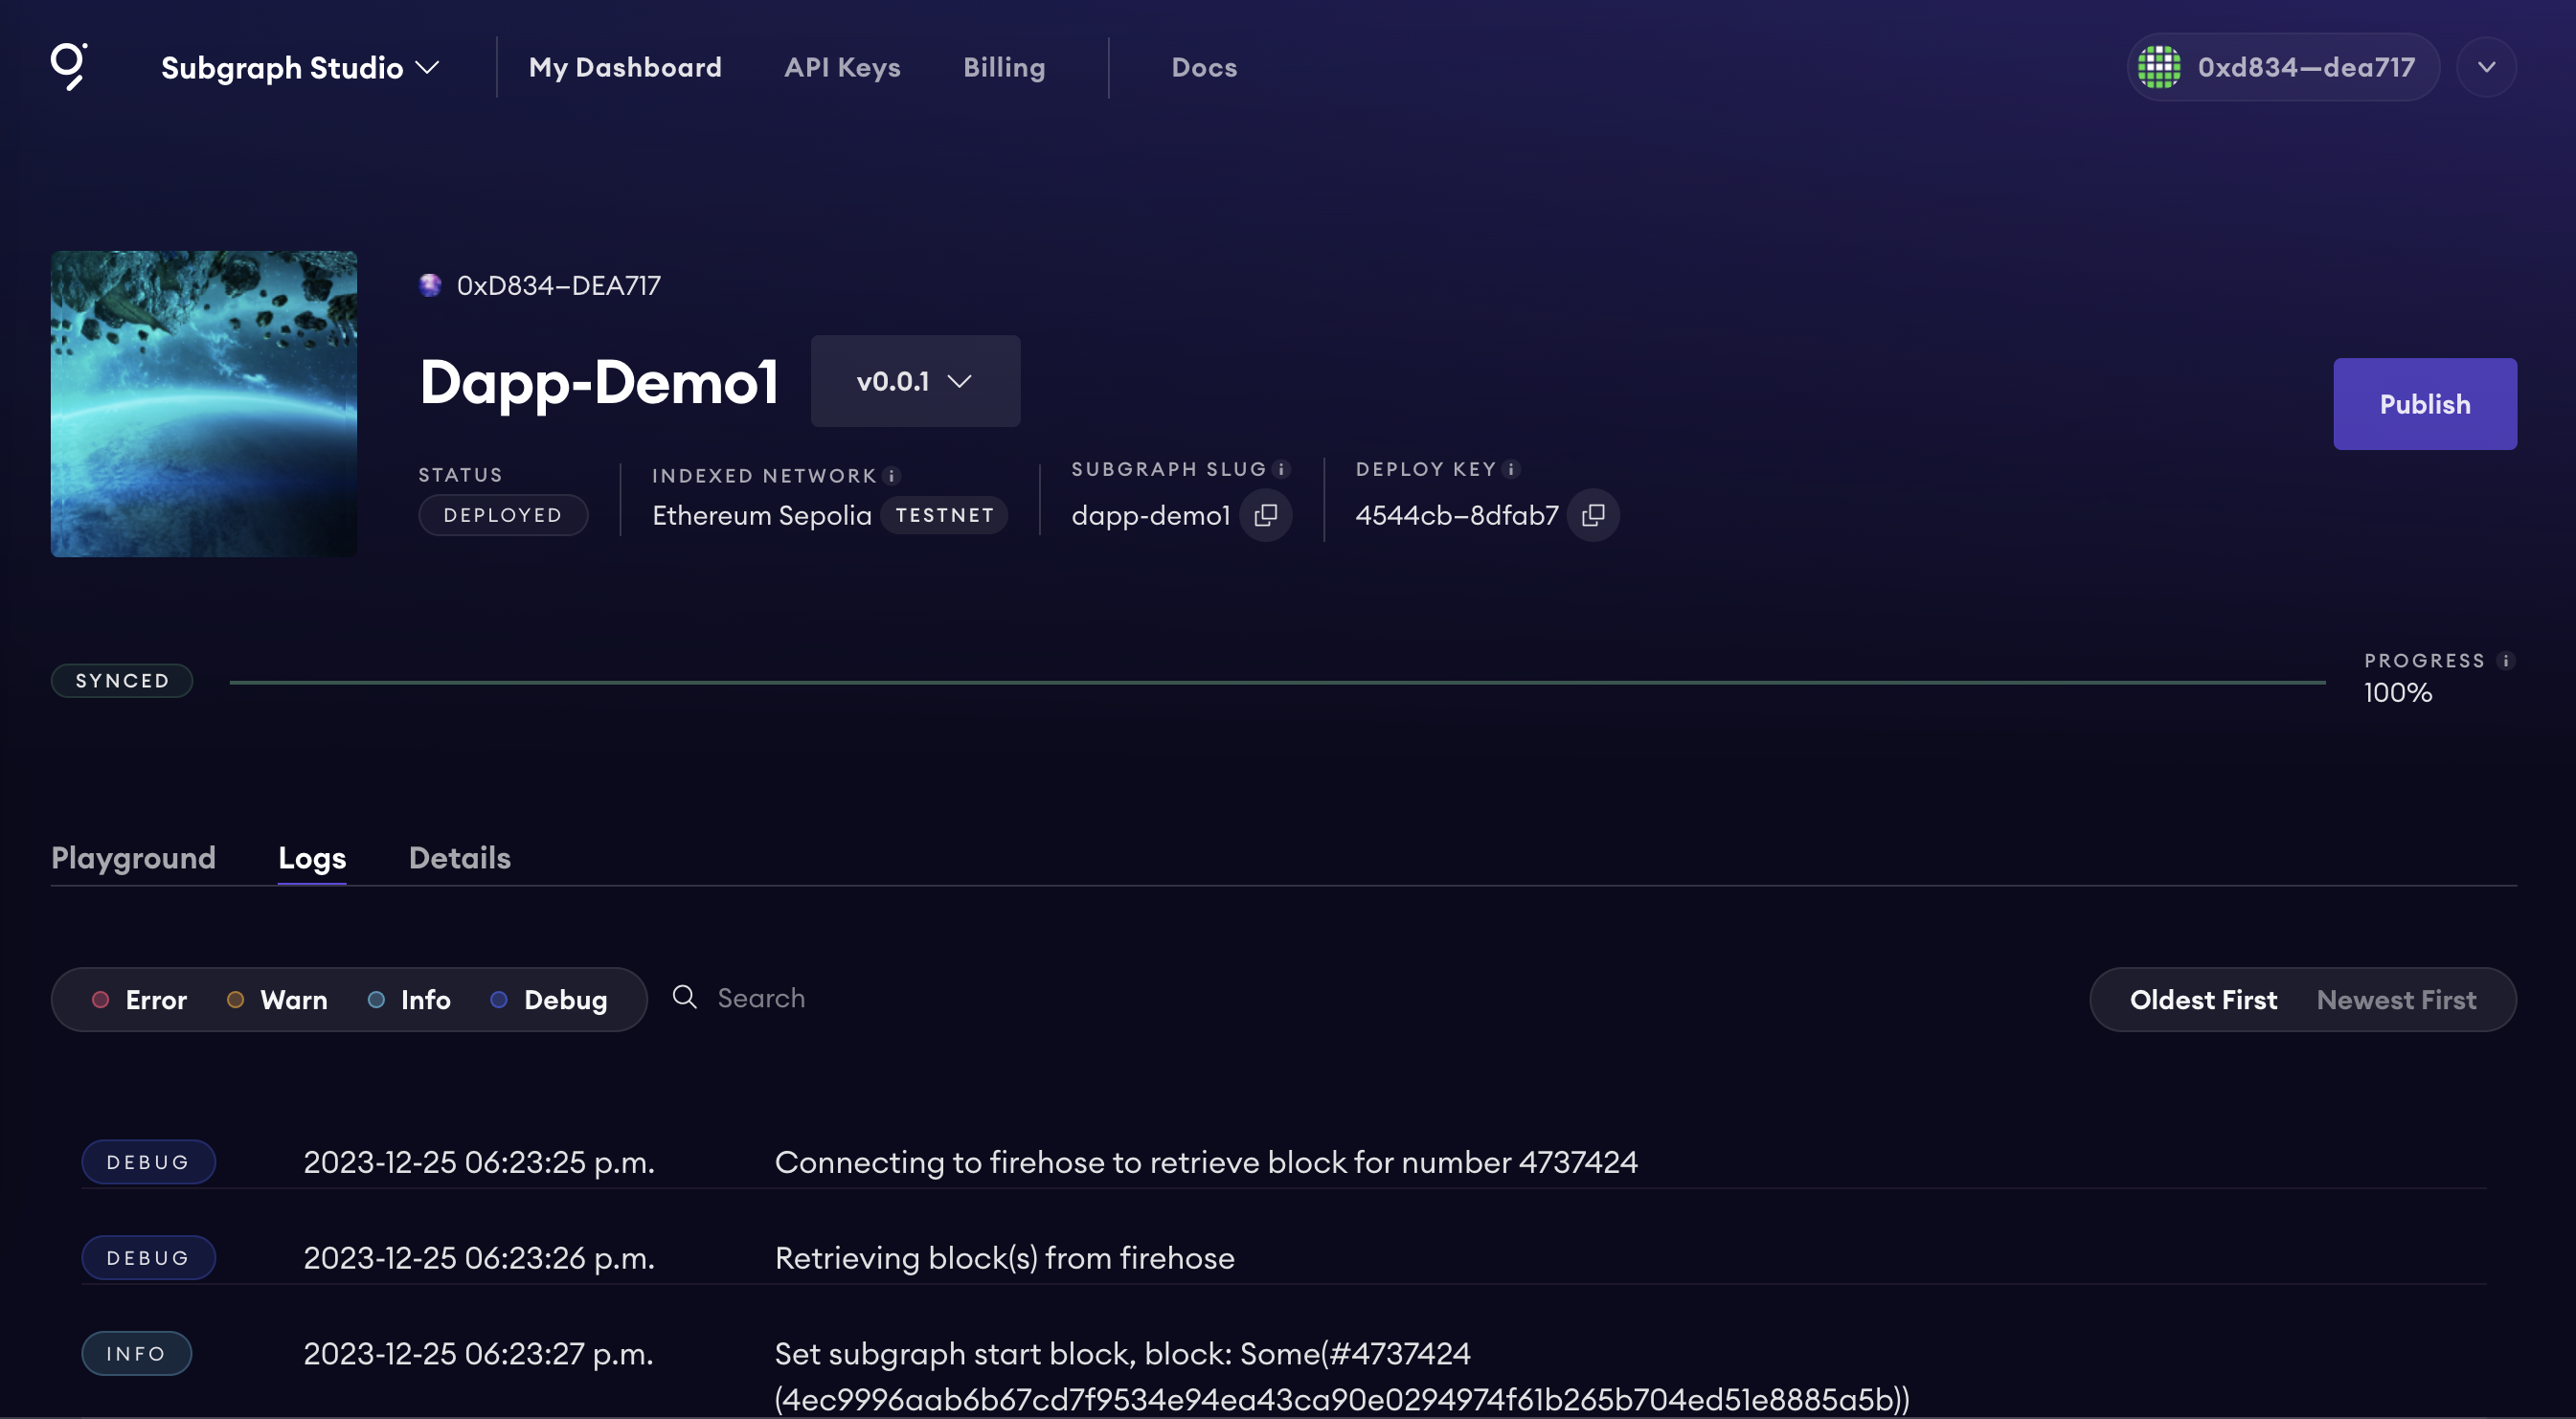 Subgraph Studio My Dashboard API Keys Billing Docs 0xd834—dea717
0xD834–DEA717
Dapp-Demo1 v0.0.1
Publish
STATUS INDEXED NETWORK SUBGRAPH SLUG DEPLOY KEY
DEPLOYED Ethereum Sepolia TESTNET dapp-demo1 4544cb–8dfab7
SYNCED PROGRESS
100%
Playground Logs Details
Error Warn Info Debug Search Oldest First Newest First
DEBUG 2023-12-25 06:23:25 p.m. Connecting to firehose to retrieve block for number 4737424
DEBUG 2023-12-25 06:23:26 p.m. Retrieving block(s) from firehose
INFO 2023-12-25 06:23:27 p.m. Set subgraph start block, block: Some(#4737424
(4ec9996aab6b67cd7f9534e94ea43ca90e0294974f61b265b704ed51e8885a5b))